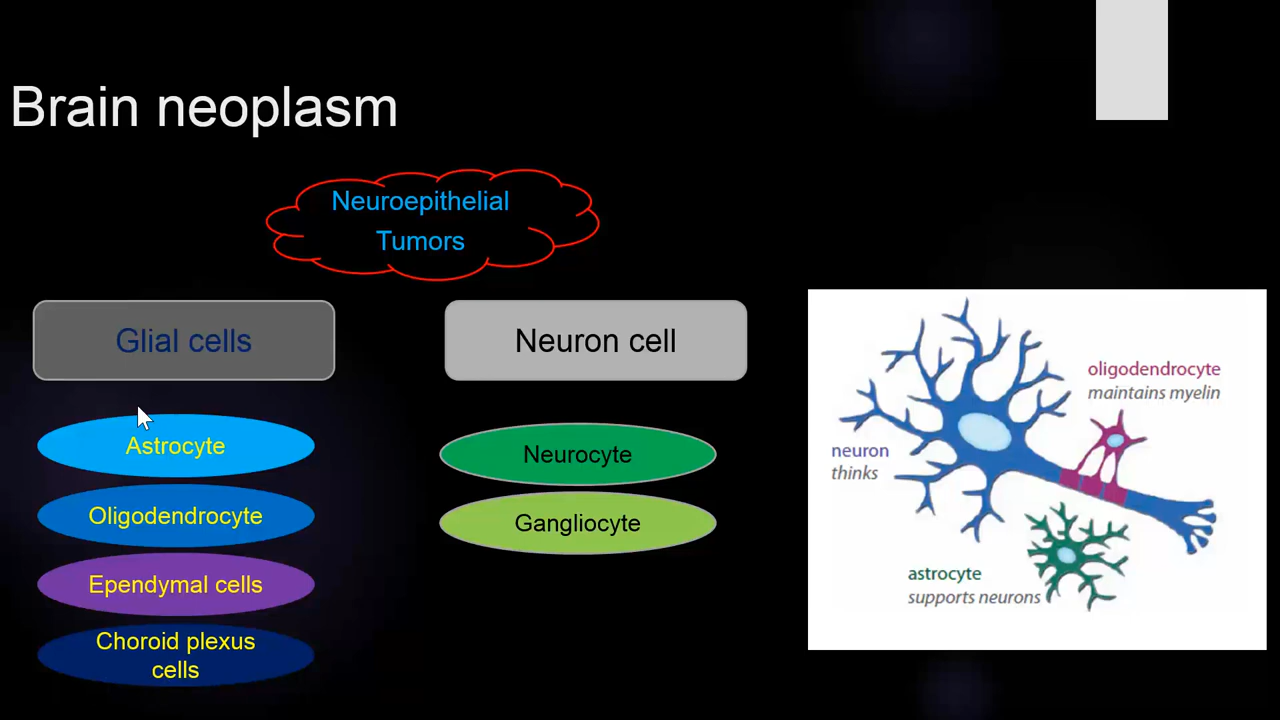 Brain neoplasm
Neuroepithelial
Tumors
Glial cells
Neuron cell
Astrocyte
Oligodendrocyte
Ependymal cells
Choroid plexus
cells
Neurocyte
Gangliocyte
oligodendrocyte
maintains myelin
neuron
thinks
astrocyte
supports neurons